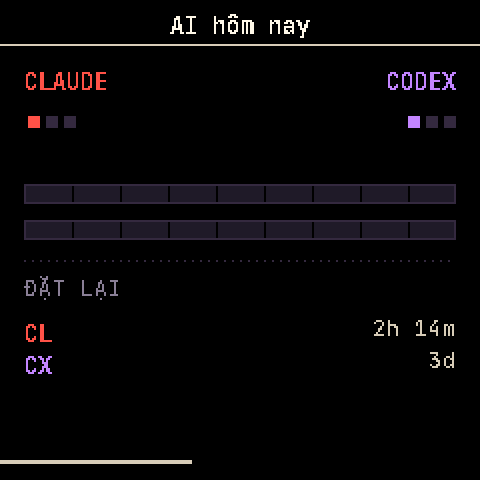 AI hôm nay
CLAUDE CODEX
ĐẶT LẠI
CL 2h 14m
CX 3d